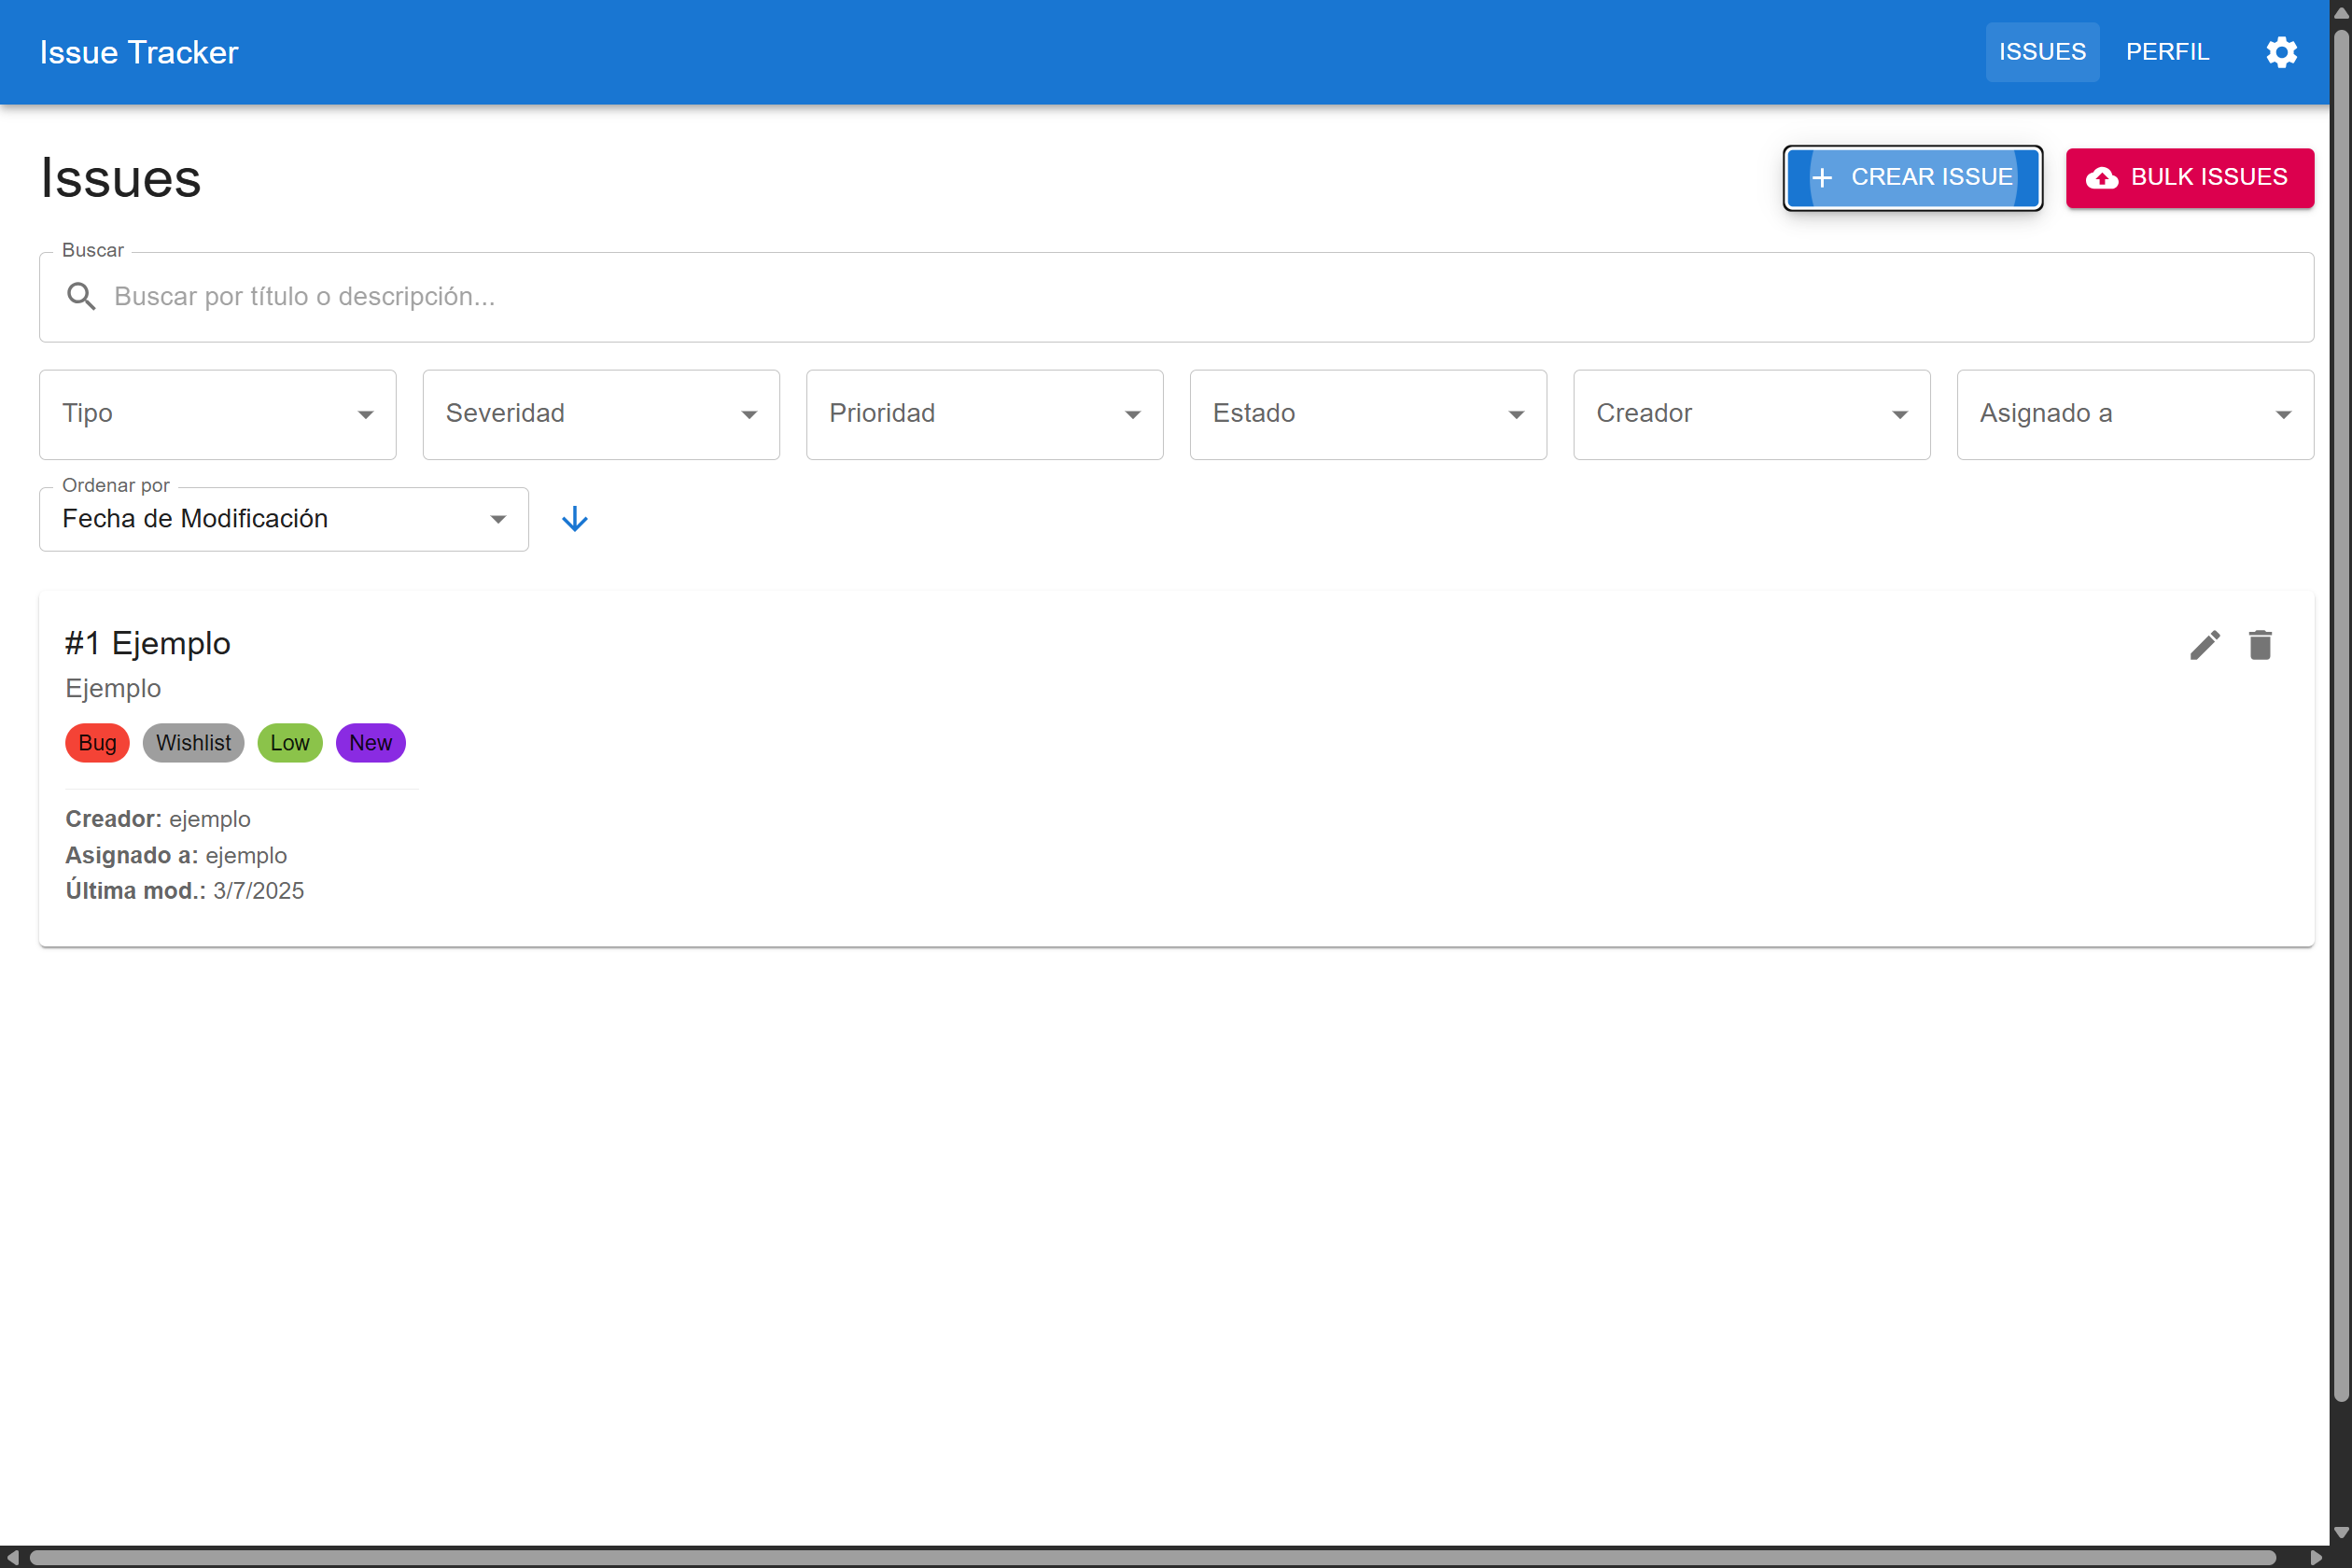 Issue Tracker
ISSUES
PERFIL
Issues
CREAR ISSUE
BULK ISSUES
Buscar
Buscar por título o descripción...
Tipo
Severidad
Prioridad
Estado
Creador
Asignado a
Ordenar por
Fecha de Modificación
#1 Ejemplo
Ejemplo
Bug
Wishlist
Low
New
Creador: ejemplo
Asignado a: ejemplo
Última mod.: 3/7/2025